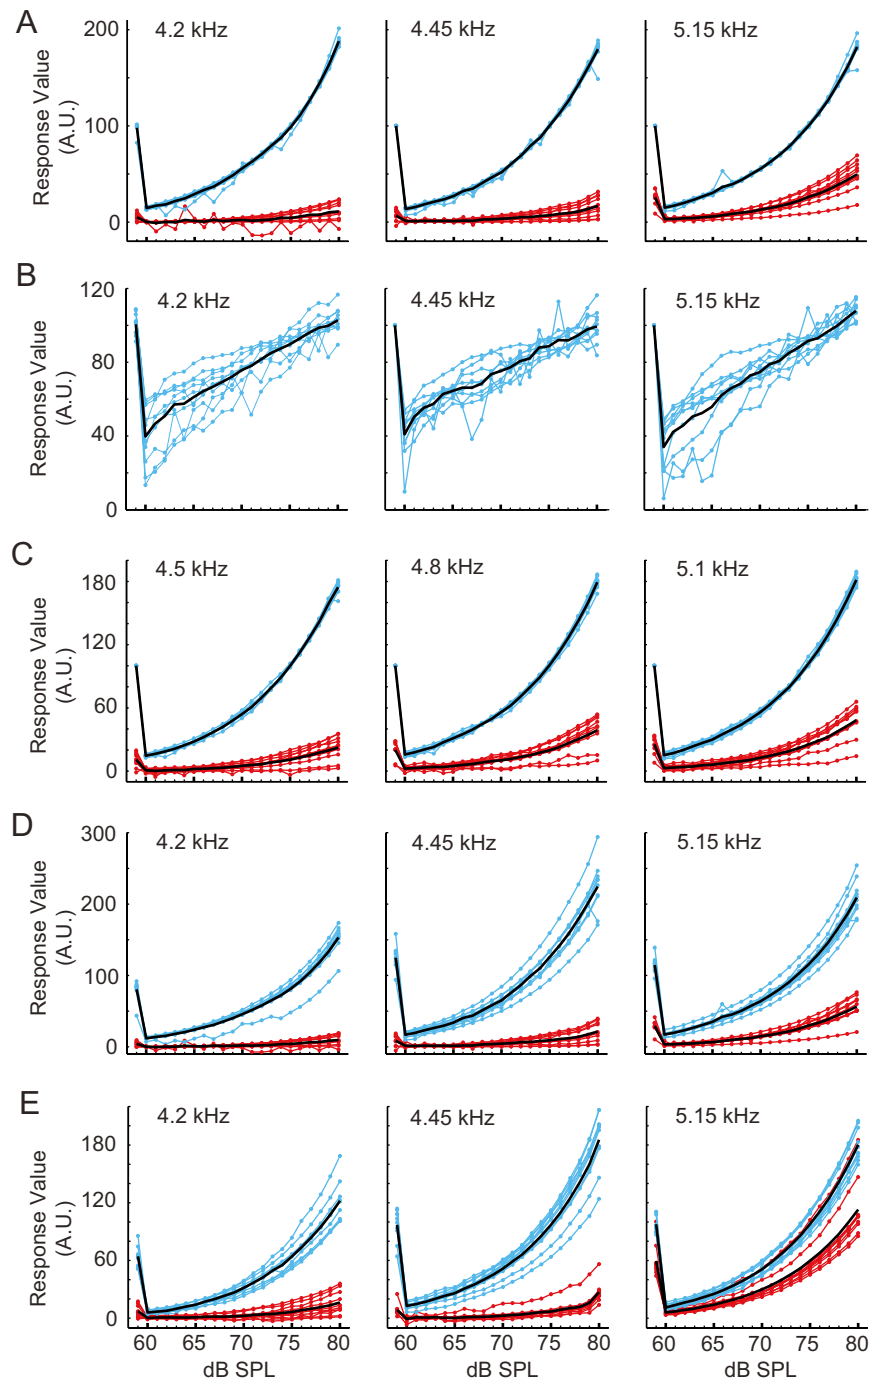 A
4.2 kHz
4.45 kHz
5.15 kHz
Response Value
(A.U.)
200
100
0
B
4.2 kHz
4.45 kHz
5.15 kHz
Response Value
(A.U.)
120
80
40
0
C
4.5 kHz
4.8 kHz
5.1 kHz
Response Value
(A.U.)
180
120
60
0
D
4.2 kHz
4.45 kHz
5.15 kHz
Response Value
(A.U.)
300
200
100
0
E
4.2 kHz
4.45 kHz
5.15 kHz
Response Value
(A.U.)
180
120
60
0
60 65 70 75 80
60 65 70 75 80
60 65 70 75 80
dB SPL
dB SPL
dB SPL